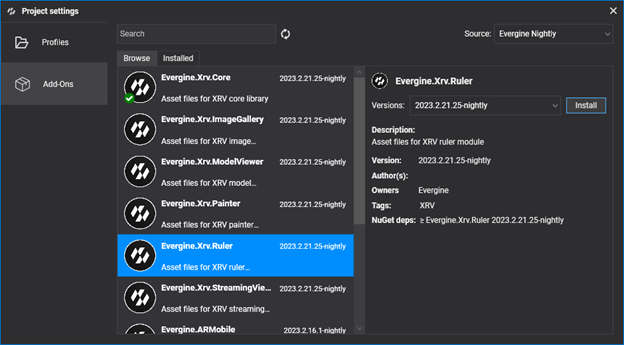 Project settings
Profiles
Add-Ons
Search
Source: Evergine Nightly
Browse Installed
Evergine.Xrv.Core 2023.2.21.25-nightly
Asset files for XRV core library
Evergine.Xrv.ImageGallery 2023.2.21.25-nightly
Asset files for XRV image...
Evergine.Xrv.ModelViewer 2023.2.21.25-nightly
Asset files for XRV model...
Evergine.Xrv.Painter 2023.2.21.25-nightly
Asset files for XRV painter...
Evergine.Xrv.Ruler 2023.2.21.25-nightly
Asset files for XRV ruler...
Evergine.Xrv.StreamingVie... 2023.2.21.25-nightly
Asset files for XRV streaming...
Evergine.ARMobile 2023.2.16.1-nightly
Evergine.Xrv.Ruler
Versions: 2023.2.21.25-nightly Install
Description:
Asset files for XRV ruler module
Version: 2023.2.21.25-nightly
Author(s):
Owners Evergine
Tags: XRV
NuGet deps: ≥ Evergine.Xrv.Ruler 2023.2.21.25-nightly